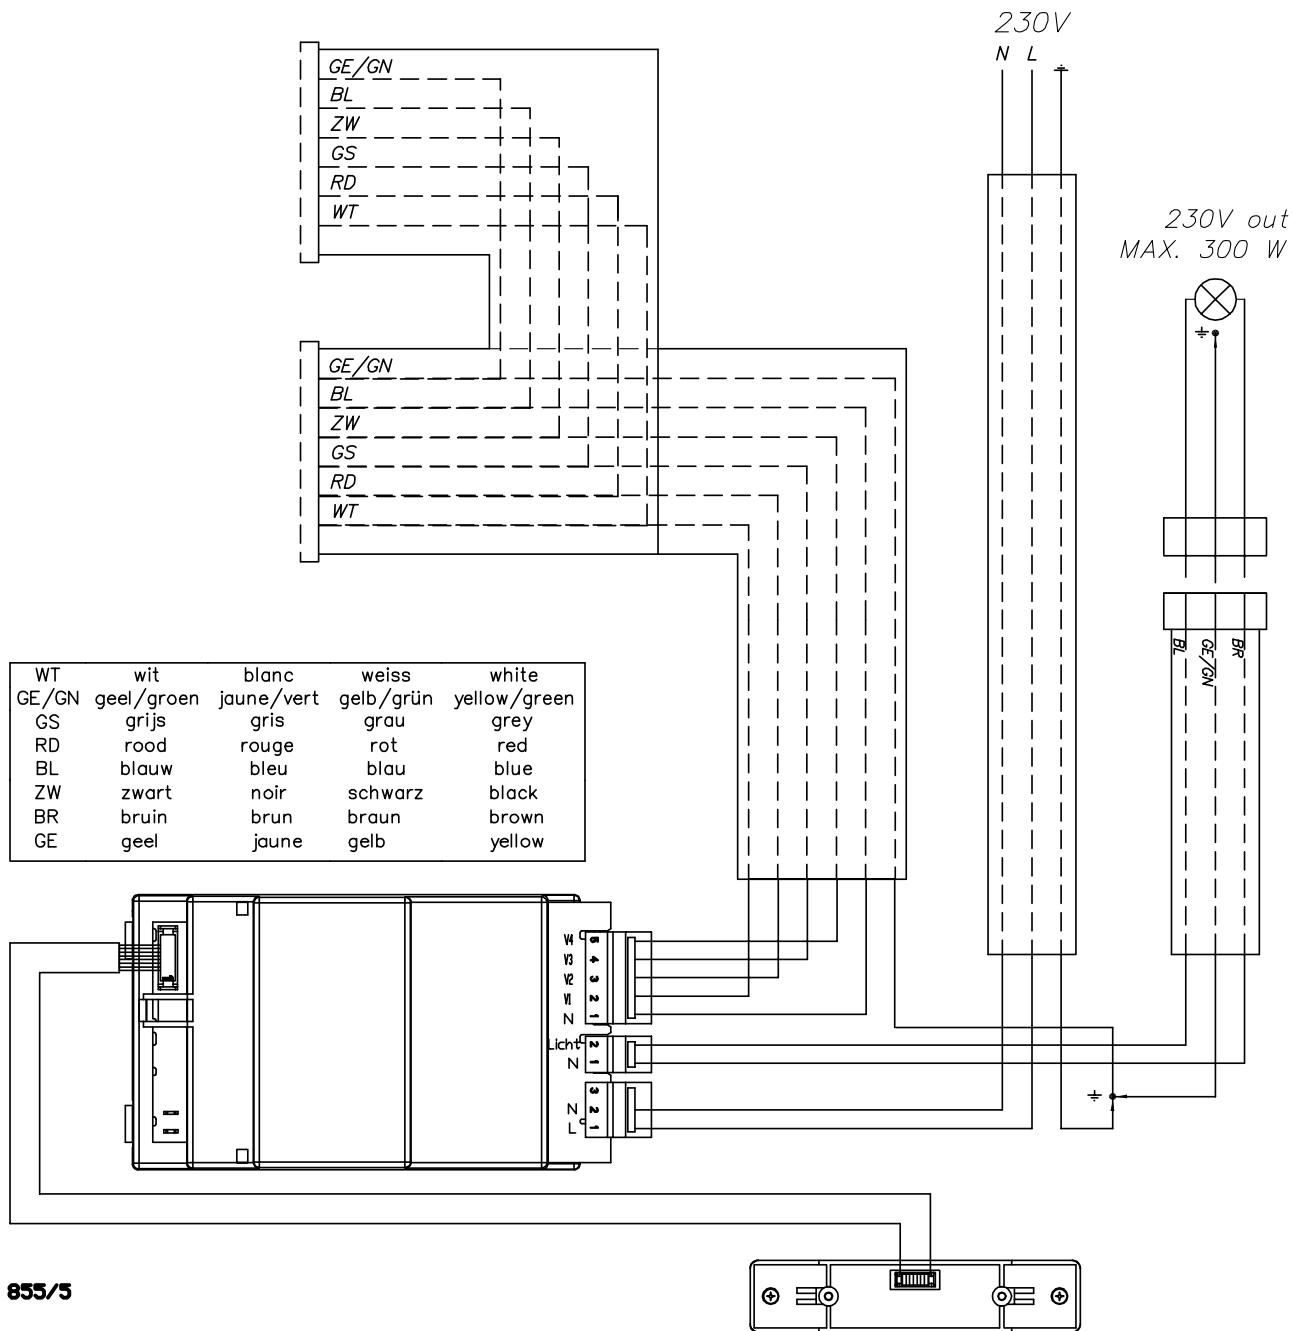 230V
N L
GE/GN
BL
ZW
GS
RD
WT
230V out
MAX. 300 W
GE/GN
BL
ZW
GS
RD
WT
BL
GE/GN
BR
WT wit blanc weiss white
GE/GN geel/groen jaune/vert gelb/grün yellow/green
GS grijs gris grau grey
RD rood rouge rot red
BL blauw bleu blau blue
ZW zwart noir schwarz black
BR bruin brun braun brown
GE geel jaune gelb yellow
V4 5
V3 4
V2 3
V1 2
N 1
Licht 2
N 1
3
N 2
L 1
855/5